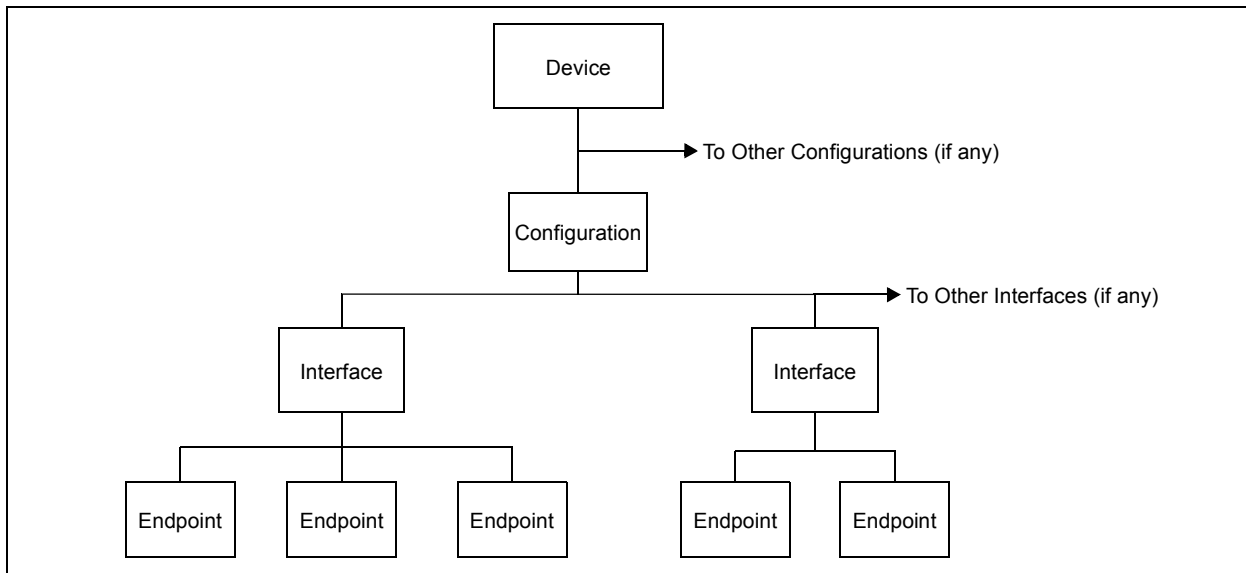 Device
To Other Configurations (if any)
Configuration
To Other Interfaces (if any)
Interface
Interface
Endpoint
Endpoint
Endpoint
Endpoint
Endpoint